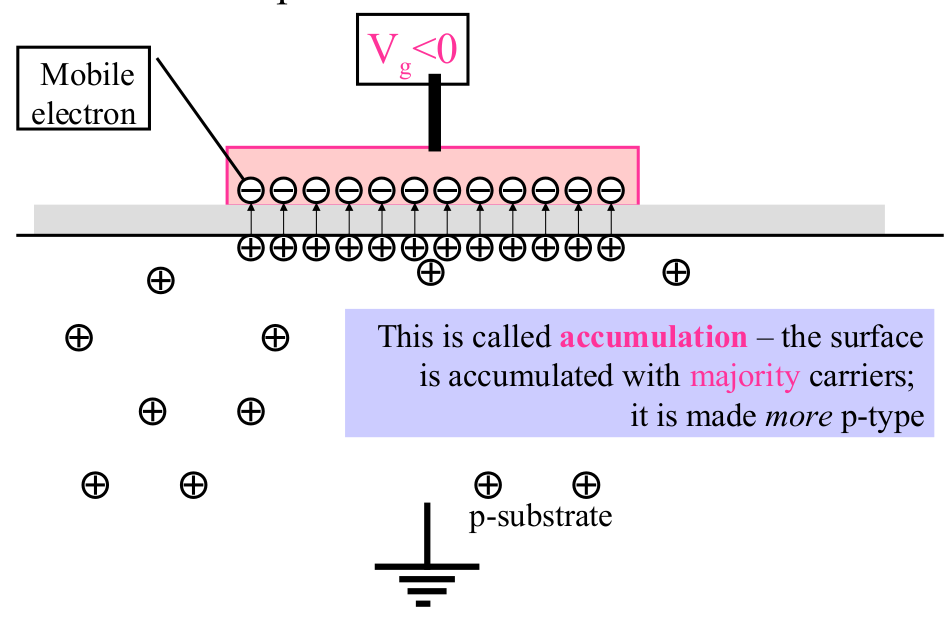 V_g<0
Mobile
electron
This is called accumulation – the surface
is accumulated with majority carriers;
it is made more p-type
p-substrate